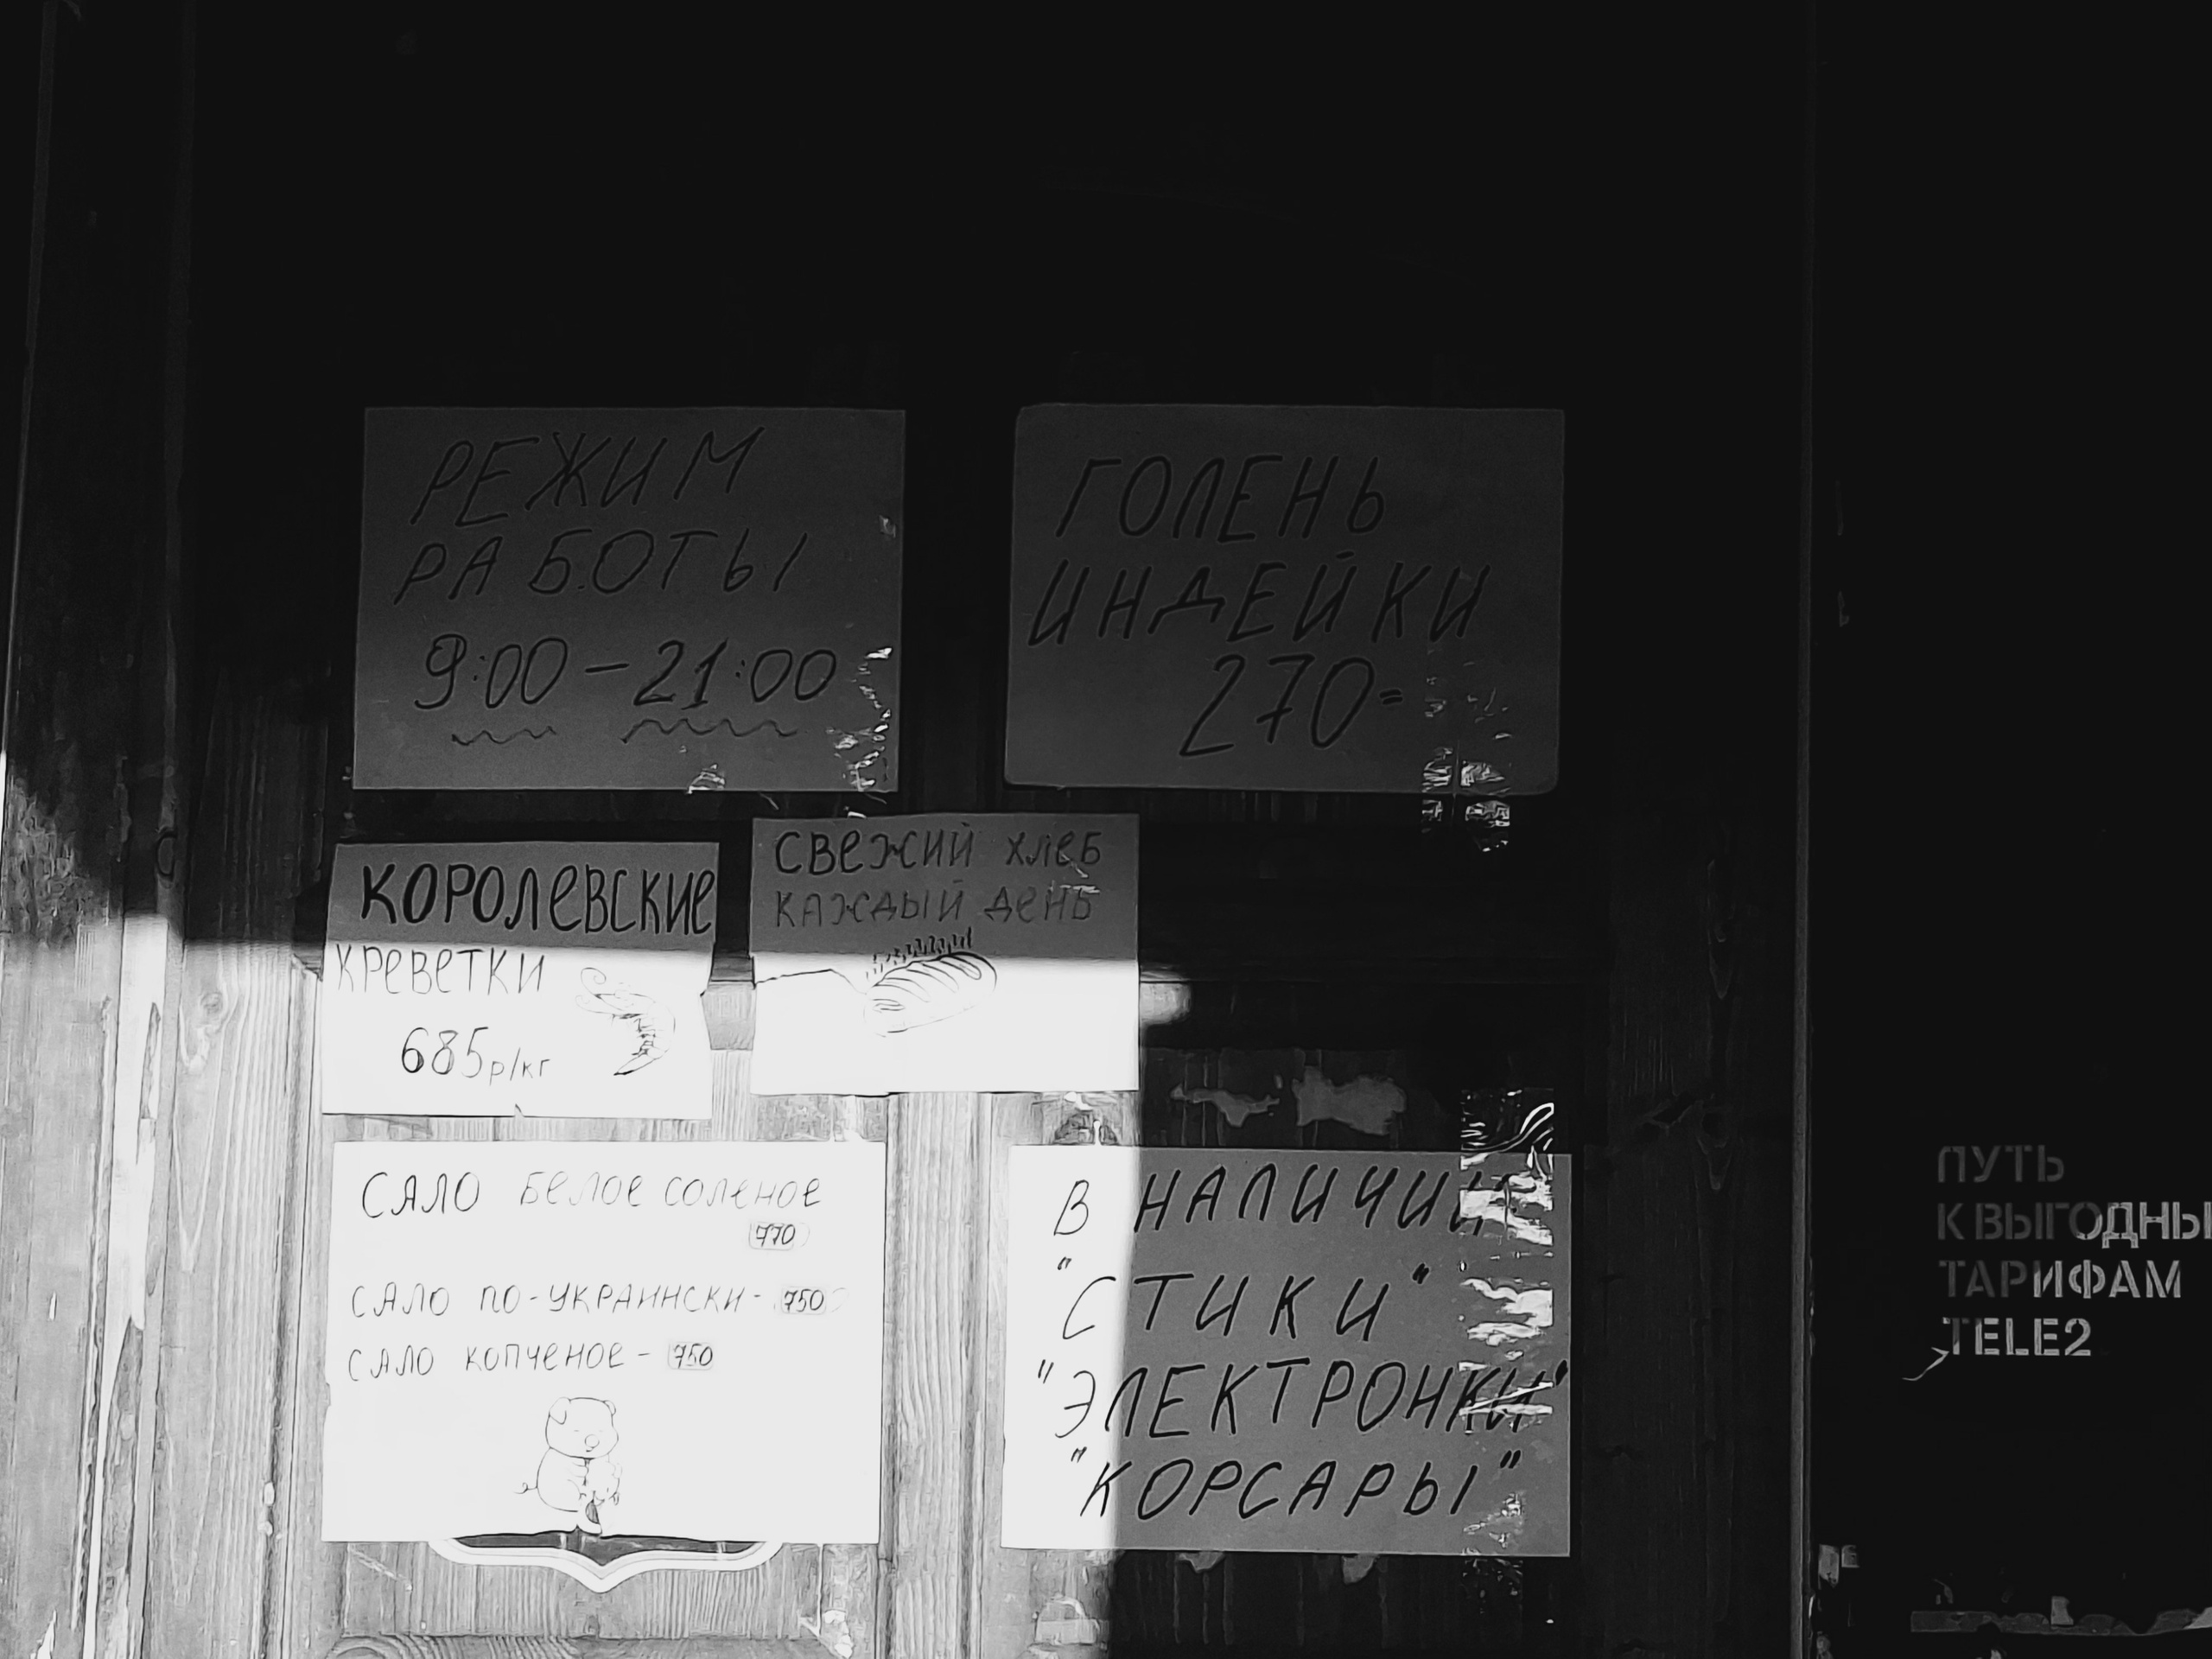 РЕЖИМ
РАБОТЫ
9:00 – 21:00
ГОЛЕНЬ
ИНДЕЙКИ
270=
КОРОЛЕВСКИЕ
КРЕВЕТКИ
685р/кг
СВЕЖИЙ ХЛЕБ
КАЖДЫЙ ДЕНЬ
САЛО БЕЛОЕ СОЛЕНОЕ
770
САЛО ПО-УКРАИНСКИ- 750
САЛО КОПЧЕНОЕ - 750
В НАЛИЧИИ
"СТИКИ"
"ЭЛЕКТРОНКИ"
"КОРСАРЫ"
ПУТЬ
К ВЫГОДНЫ
ТАРИФАМ
TELE2